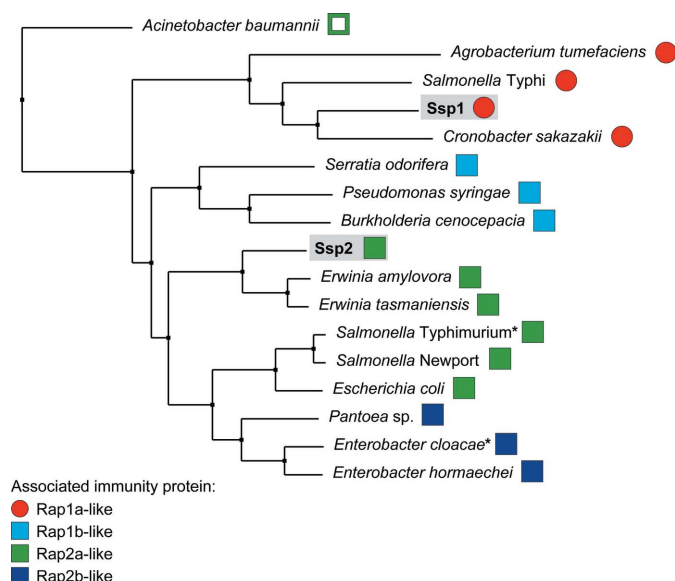 Acinetobacter baumannii
Agrobacterium tumefaciens
Salmonella Typhi
Ssp1
Cronobacter sakazakii
Serratia odorifera
Pseudomonas syringae
Burkholderia cenocepacia
Ssp2
Erwinia amylovora
Erwinia tasmaniensis
Salmonella Typhimurium*
Salmonella Newport
Escherichia coli
Pantoea sp.
Enterobacter cloacae*
Enterobacter hormaechei
Associated immunity protein:
Rap1a-like
Rap1b-like
Rap2a-like
Rap2b-like